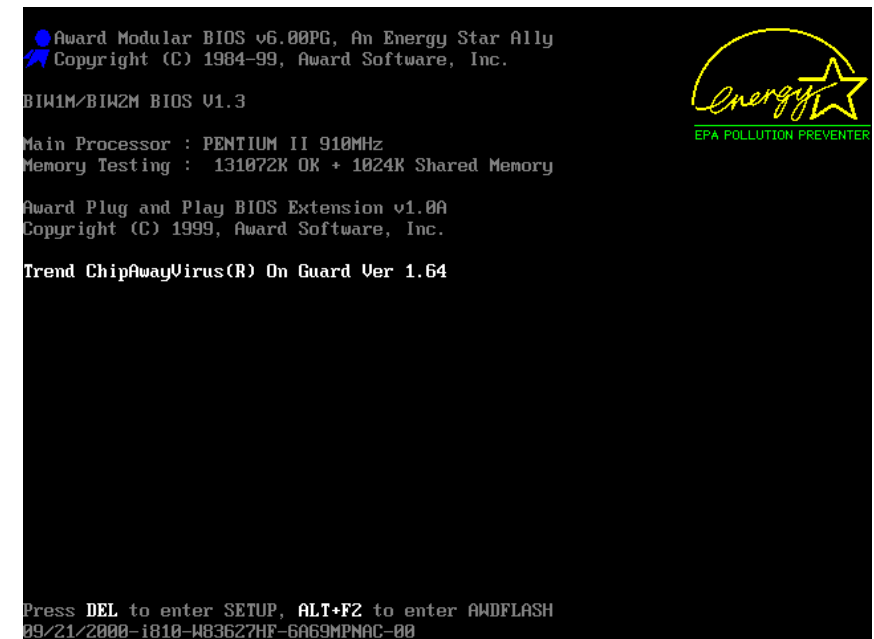 Award Modular BIOS v6.00PG, An Energy Star Ally
Copyright (C) 1984-99, Award Software, Inc.
energy
EPA POLLUTION PREVENTER
BIW1M/BIW2M BIOS V1.3
Main Processor : PENTIUM II 910MHz
Memory Testing :  131072K OK + 1024K Shared Memory
Award Plug and Play BIOS Extension v1.0A
Copyright (C) 1999, Award Software, Inc.
Trend ChipAwayVirus(R) On Guard Ver 1.64
Press DEL to enter SETUP, ALT+F2 to enter AWDFLASH
09/21/2000-i810-W83627HF-6A69MPNAC-00